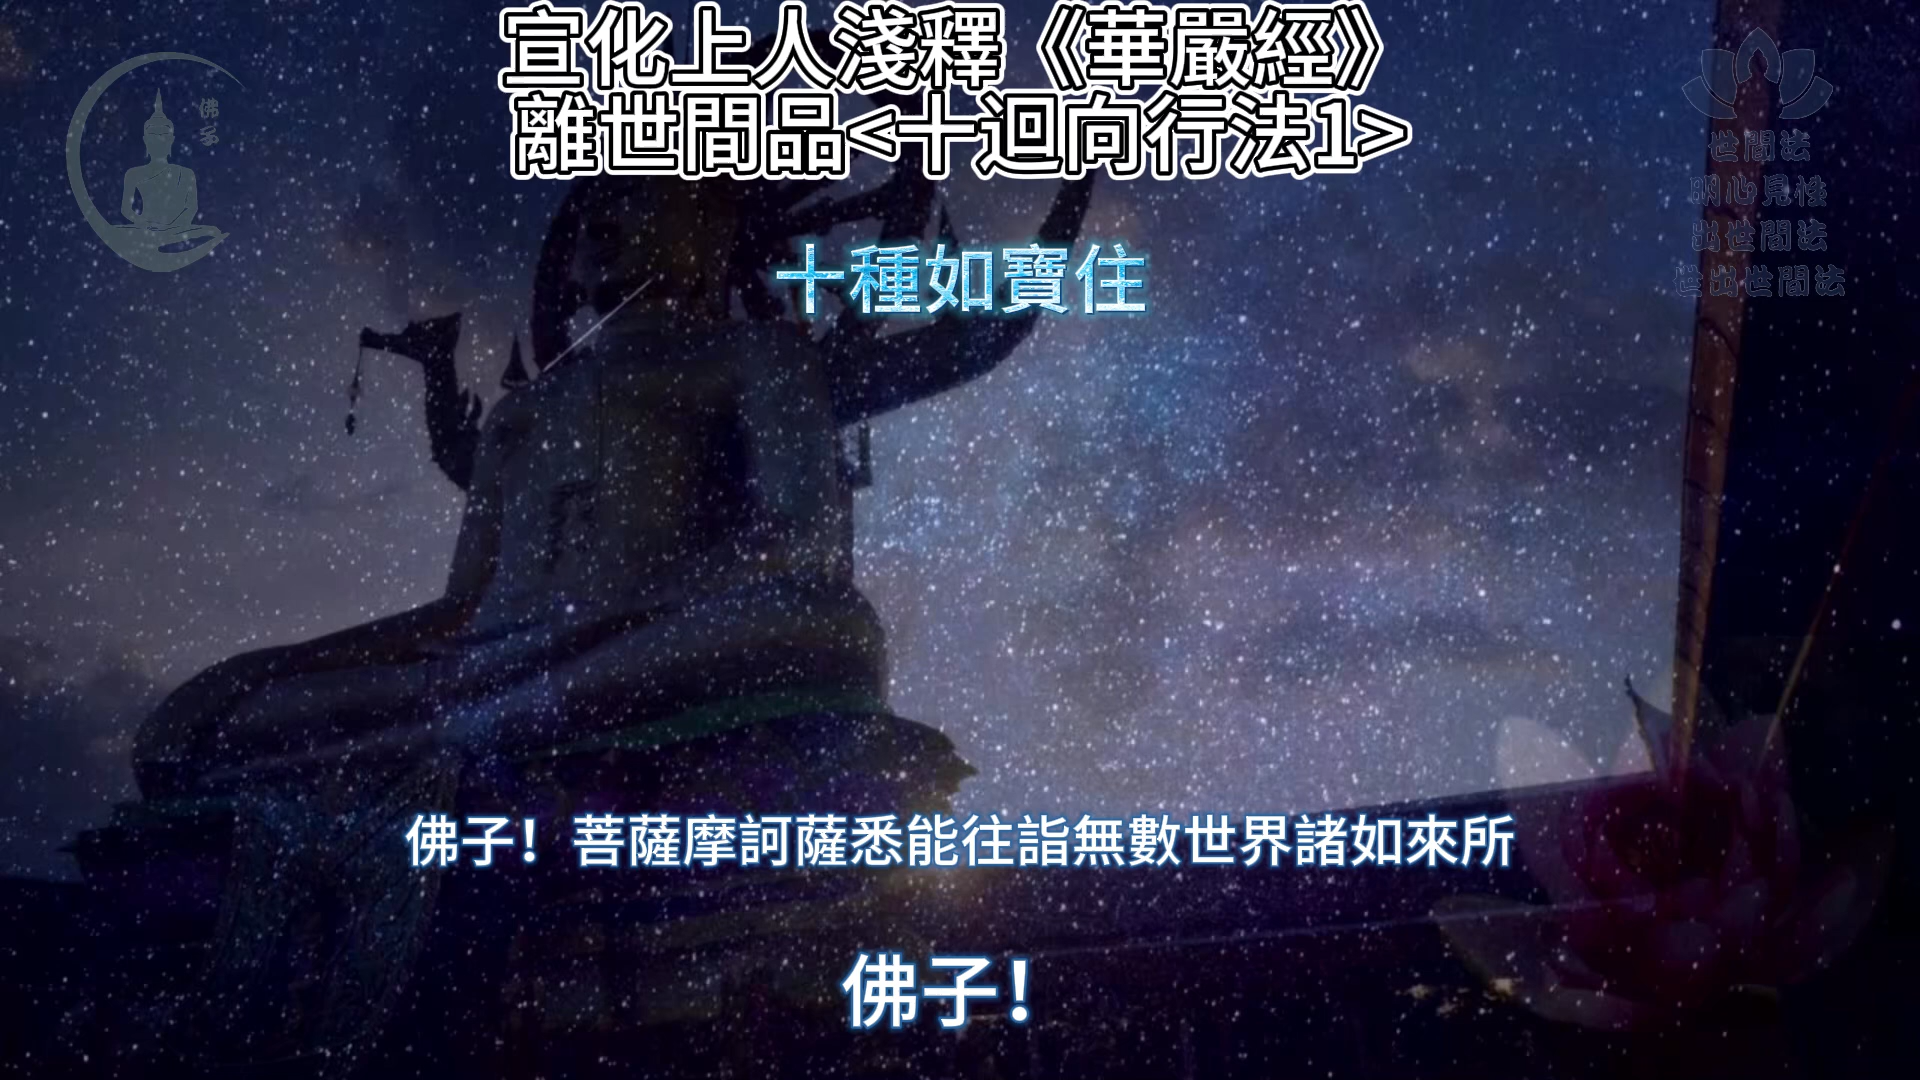 宣化上人淺釋《華嚴經》
離世間品<十迴向行法1>
佛子
世間法
明心見性
出世間法
世出世間法
十種如寶住
佛子！菩薩摩訶薩悉能往詣無數世界諸如來所
佛子！